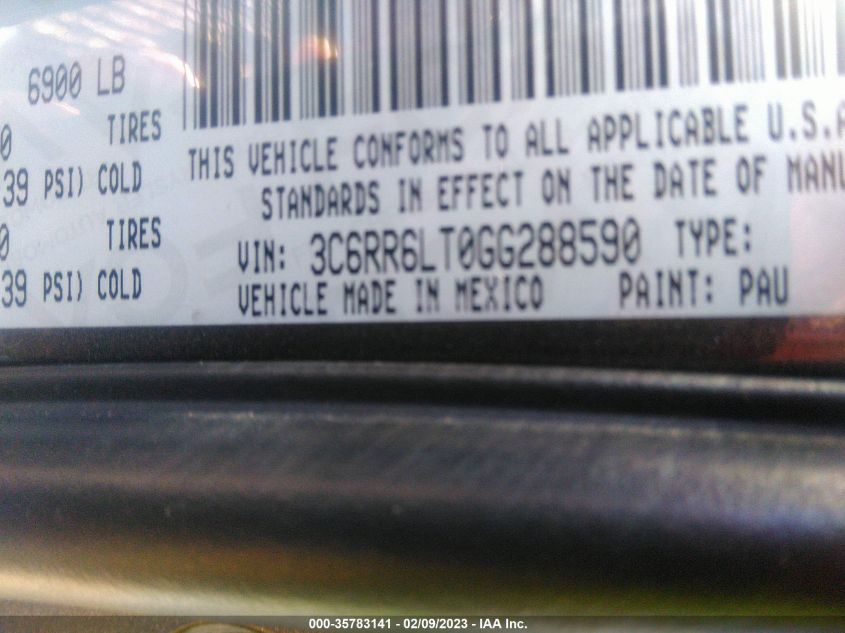 6900 LB
0 TIRES
39 PSI) COLD
0 TIRES
39 PSI) COLD
THIS VEHICLE CONFORMS TO ALL APPLICABLE U.S.A
STANDARDS IN EFFECT ON THE DATE OF MANU
VIN: 3C6RR6LT0GG288590 TYPE:
VEHICLE MADE IN MEXICO PAINT: PAU
000-35783141 - 02/09/2023 - IAA Inc.